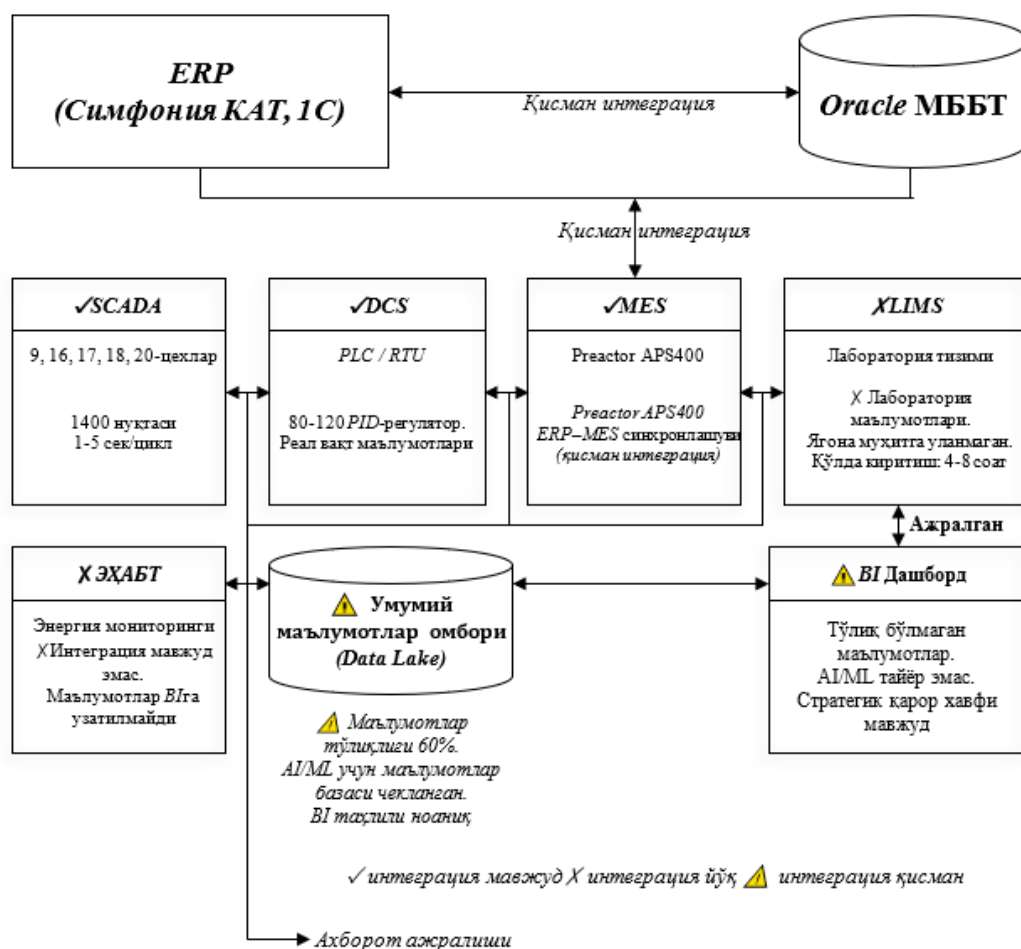 ERP
(Симфония КАТ, 1С)
Қисман интеграция
Oracle МББТ
Қисман интеграция
✓SCADA
9, 16, 17, 18, 20-цехлар
1400 нуқтаси
1-5 сек/цикл
✓DCS
PLC / RTU
80-120 PID-регулятор.
Реал вақт маълумотлари
✓MES
Preactor APS400
Preactor APS400
ERP–MES синхронлашуви
(қисман интеграция)
✗LIMS
Лаборатория тизими
✗ Лаборатория
маълумотлари.
Ягона муҳитга уланмаган.
Қўлда киритиш: 4-8 соат
Ажралган
✗ ЭҲАБТ
Энергия мониторинги
✗Интеграция мавжуд
эмас.
Маълумотлар BIга
узатилмайди
⚠ Умумий
маълумотлар омбори
(Data Lake)
⚠ Маълумотлар
тўлиқлиги 60%.
AI/ML учун маълумотлар
базаси чекланган.
BI таҳлили ноаниқ
⚠ BI Дашборд
Тўлиқ бўлмаган
маълумотлар.
AI/ML тайёр эмас.
Стратегик қарор хавфи
мавжуд
✓ интеграция мавжуд ✗ интеграция йўқ ⚠ интеграция қисман
Ахборот ажралиши